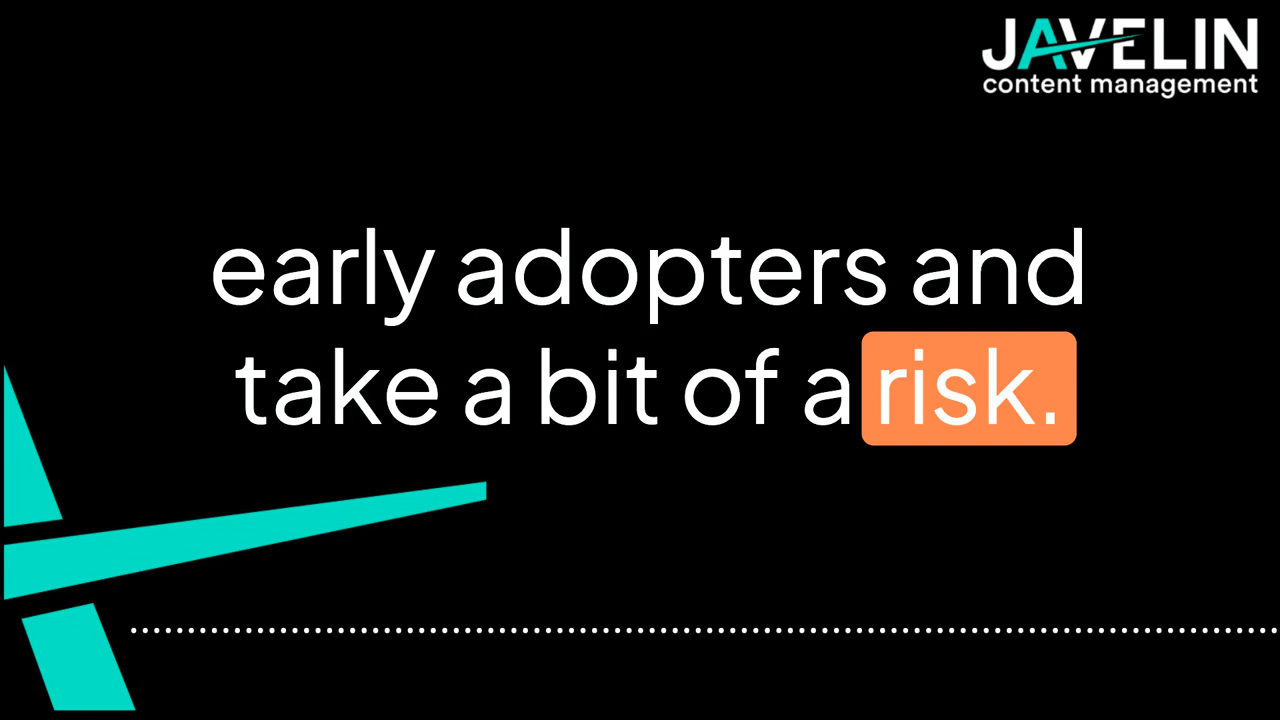 JAVELIN
content management
early adopters and
take a bit of a risk.